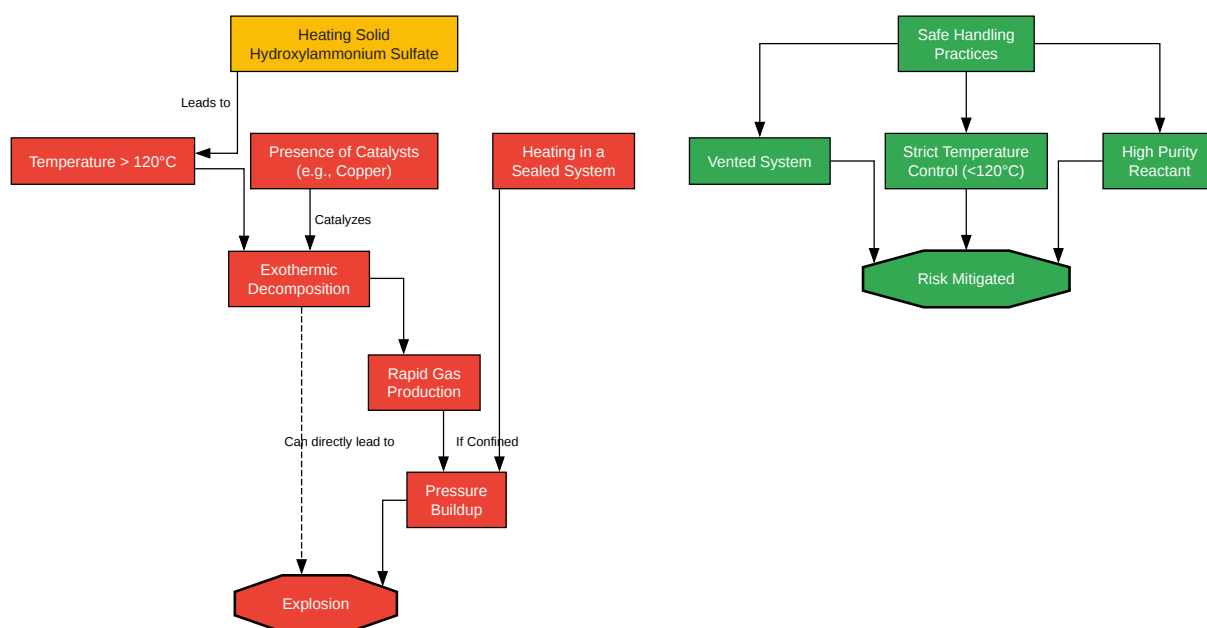 Heating Solid
Hydroxylammonium Sulfate
Safe Handling
Practices
Leads to
Temperature > 120°C
Presence of Catalysts
(e.g., Copper)
Heating in a
Sealed System
Vented System
Strict Temperature
Control (<120°C)
High Purity
Reactant
Catalyzes
Exothermic
Decomposition
Risk Mitigated
Rapid Gas
Production
Can directly lead to
If Confined
Pressure
Buildup
Explosion